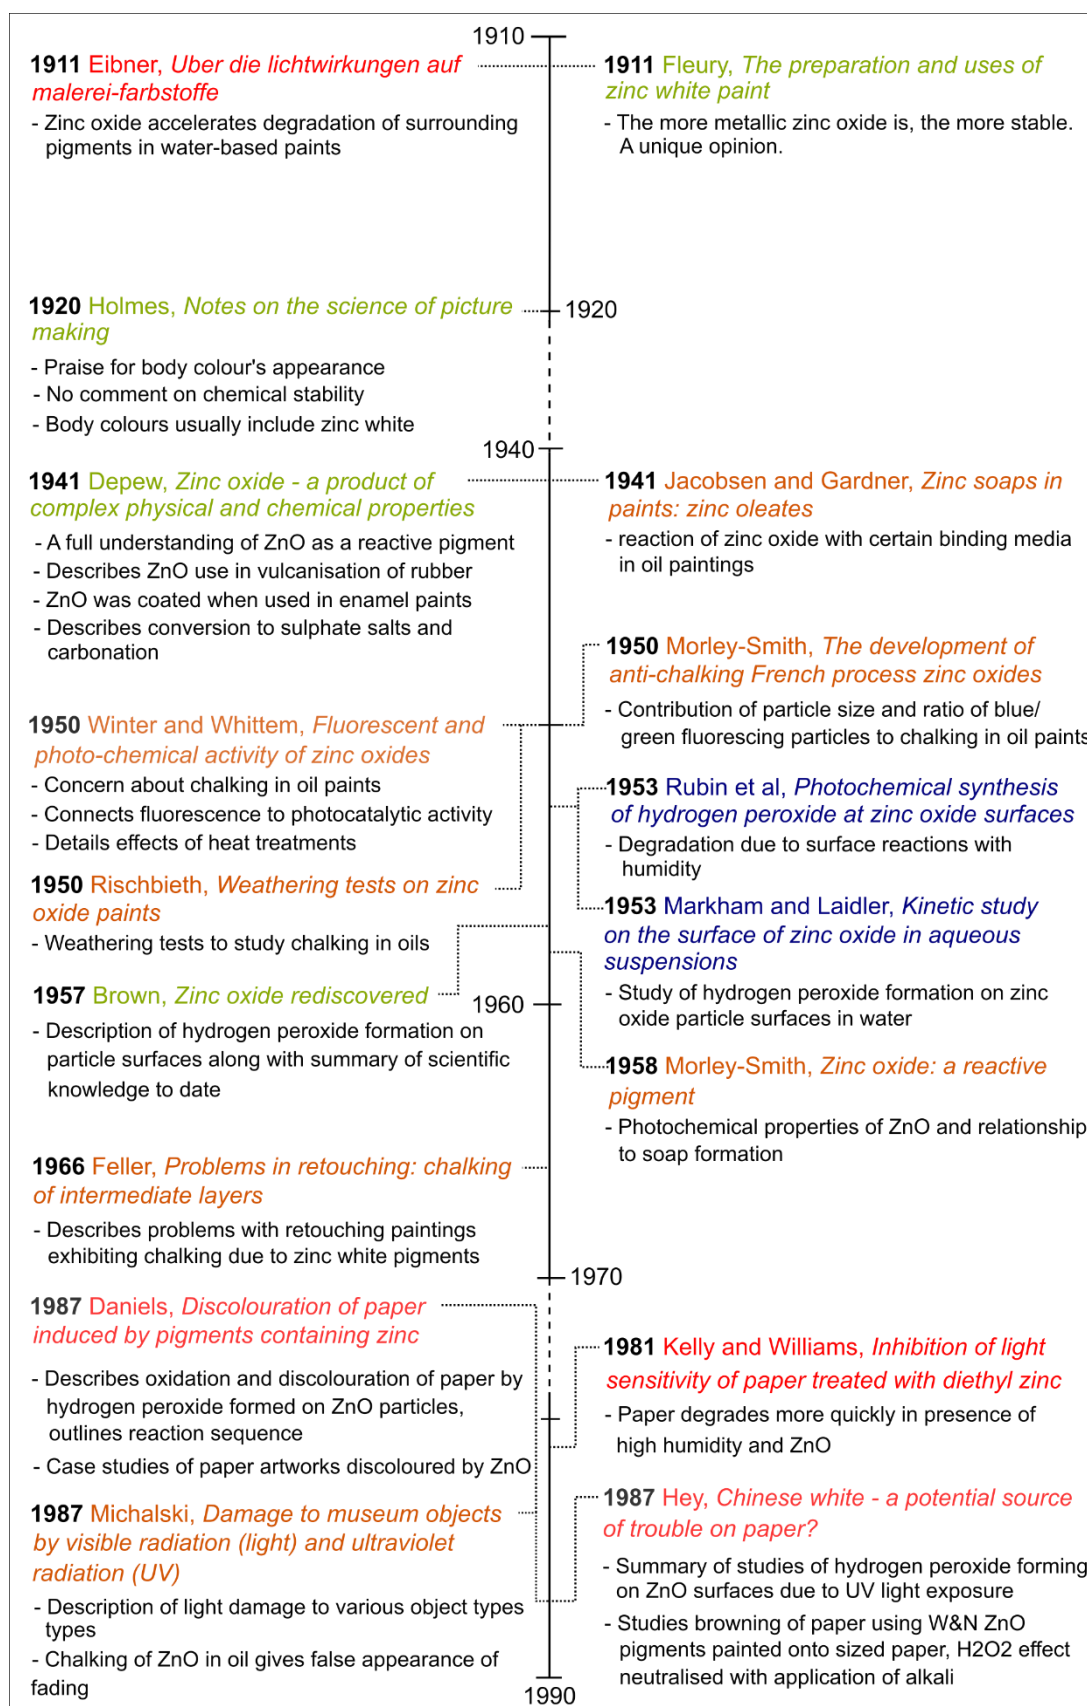 1910
1911 Eibner, Uber die lichtwirkungen auf
malerei-farbstoffe
- Zinc oxide accelerates degradation of surrounding
pigments in water-based paints
1911 Fleury, The preparation and uses of
zinc white paint
- The more metallic zinc oxide is, the more stable.
A unique opinion.
1920 Holmes, Notes on the science of picture
making
- Praise for body colour's appearance
- No comment on chemical stability
- Body colours usually include zinc white
1920
1940
1941 Depew, Zinc oxide - a product of
complex physical and chemical properties
- A full understanding of ZnO as a reactive pigment
- Describes ZnO use in vulcanisation of rubber
- ZnO was coated when used in enamel paints
- Describes conversion to sulphate salts and
carbonation
1941 Jacobsen and Gardner, Zinc soaps in
paints: zinc oleates
- reaction of zinc oxide with certain binding media
in oil paintings
1950 Morley-Smith, The development of
anti-chalking French process zinc oxides
- Contribution of particle size and ratio of blue/
green fluorescing particles to chalking in oil paints
1950 Winter and Whittem, Fluorescent and
photo-chemical activity of zinc oxides
- Concern about chalking in oil paints
- Connects fluorescence to photocatalytic activity
- Details effects of heat treatments
1953 Rubin et al, Photochemical synthesis
of hydrogen peroxide at zinc oxide surfaces
- Degradation due to surface reactions with
humidity
1950 Rischbieth, Weathering tests on zinc
oxide paints
- Weathering tests to study chalking in oils
1953 Markham and Laidler, Kinetic study
on the surface of zinc oxide in aqueous
suspensions
- Study of hydrogen peroxide formation on zinc
oxide particle surfaces in water
1957 Brown, Zinc oxide rediscovered
- Description of hydrogen peroxide formation on
particle surfaces along with summary of scientific
knowledge to date
1960
1958 Morley-Smith, Zinc oxide: a reactive
pigment
- Photochemical properties of ZnO and relationship
to soap formation
1966 Feller, Problems in retouching: chalking
of intermediate layers
- Describes problems with retouching paintings
exhibiting chalking due to zinc white pigments
1970
1987 Daniels, Discolouration of paper
induced by pigments containing zinc
- Describes oxidation and discolouration of paper by
hydrogen peroxide formed on ZnO particles,
outlines reaction sequence
- Case studies of paper artworks discoloured by ZnO
1981 Kelly and Williams, Inhibition of light
sensitivity of paper treated with diethyl zinc
- Paper degrades more quickly in presence of
high humidity and ZnO
1987 Michalski, Damage to museum objects
by visible radiation (light) and ultraviolet
radiation (UV)
- Description of light damage to various object types
types
- Chalking of ZnO in oil gives false appearance of
fading
1987 Hey, Chinese white - a potential source
of trouble on paper?
- Summary of studies of hydrogen peroxide forming
on ZnO surfaces due to UV light exposure
- Studies browning of paper using W&N ZnO
pigments painted onto sized paper, H2O2 effect
neutralised with application of alkali
1990